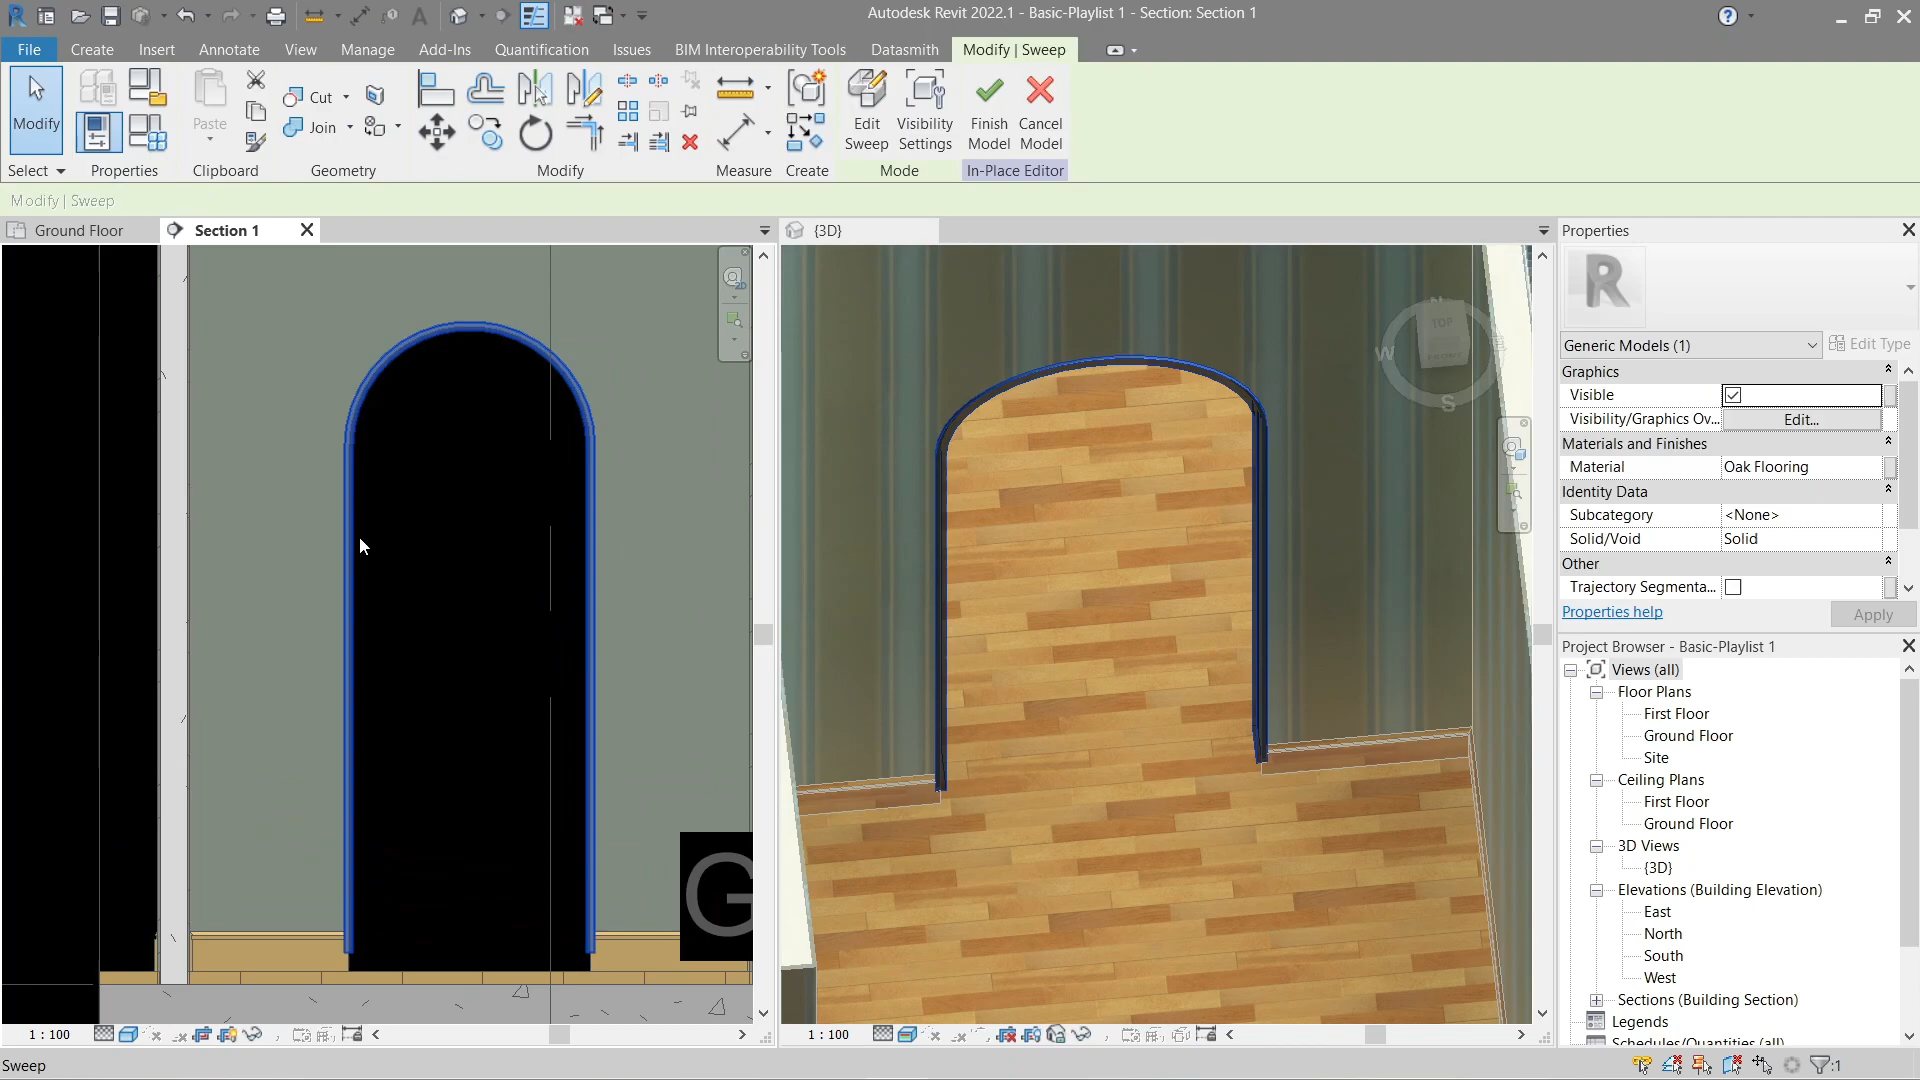 Autodesk Revit 2022.1 - Basic-Playlist 1 - Section: Section 1
File Create Insert Annotate View Manage Add-Ins Quantification Issues BIM Interoperability Tools Datasmith Modify | Sweep
Modify
Paste
Cut
Join
Edit Sweep
Visibility Settings
Finish Model
Cancel Model
Select Properties Clipboard Geometry Modify Measure Create Mode In-Place Editor
Modify | Sweep
Ground Floor
Section 1
{3D}
Properties
R
Generic Models (1)
Edit Type
Graphics
Visible
Visibility/Graphics Ov... Edit...
Materials and Finishes
Material Oak Flooring
Identity Data
Subcategory <None>
Solid/Void Solid
Other
Trajectory Segmenta...
Properties help
Apply
Project Browser - Basic-Playlist 1
Views (all)
Floor Plans
First Floor
Ground Floor
Site
Ceiling Plans
First Floor
Ground Floor
3D Views
{3D}
Elevations (Building Elevation)
East
North
South
West
Sections (Building Section)
Legends
Schedules/Quantities (all)
TOP
FRONT
W
S
G
1 : 100
1 : 100
Sweep
:1